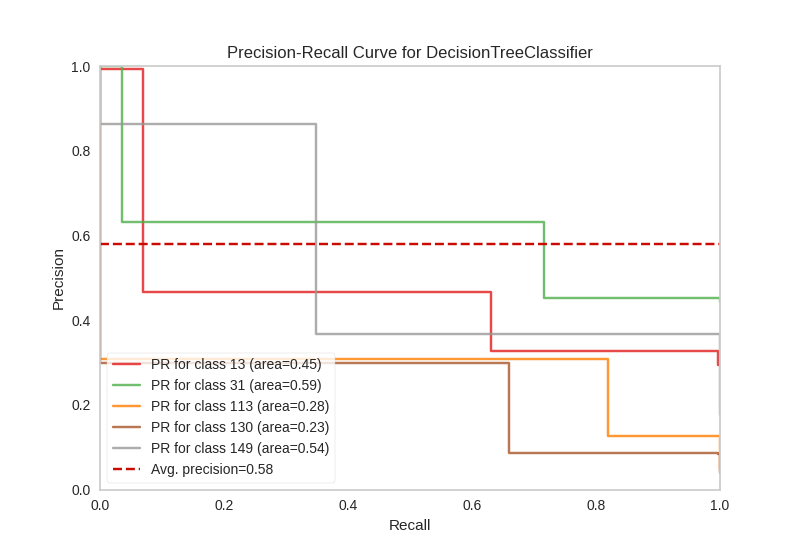 Precision-Recall Curve for DecisionTreeClassifier
1.0
0.8
0.6
0.4
0.2
0.0
Precision
PR for class 13 (area=0.45)
PR for class 31 (area=0.59)
PR for class 113 (area=0.28)
PR for class 130 (area=0.23)
PR for class 149 (area=0.54)
Avg. precision=0.58
0.0 0.2 0.4 0.6 0.8 1.0
Recall